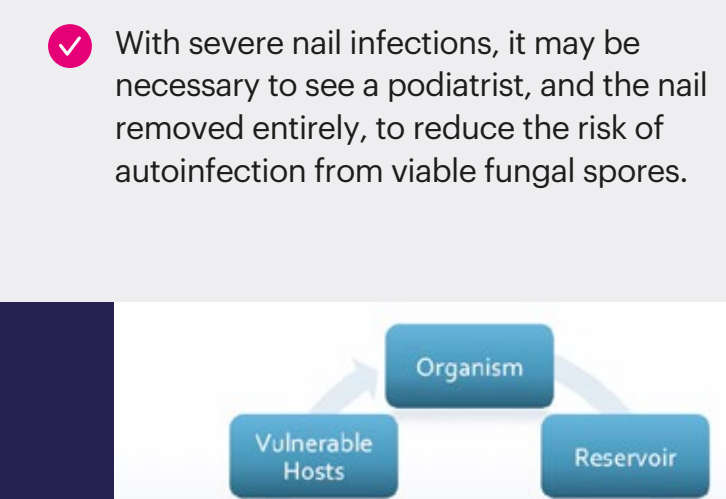 With severe nail infections, it may be
necessary to see a podiatrist, and the nail
removed entirely, to reduce the risk of
autoinfection from viable fungal spores.
Organism
Vulnerable
Hosts
Reservoir